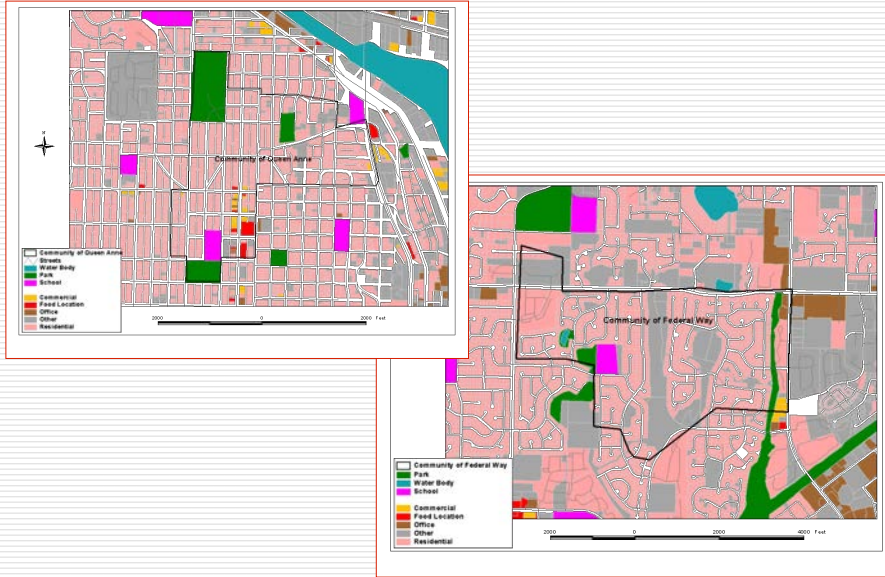 N
Community of Queen Anne
Community of Queen Anne
Streets
Water Body
Park
School
Commercial
Food Location
Office
Other
Residential
2000 0 2000 Feet
Community of Federal Way
Community of Federal Way
Park
Water Body
School
Commercial
Food Location
Office
Other
Residential
2000 0 2000 4000 Feet